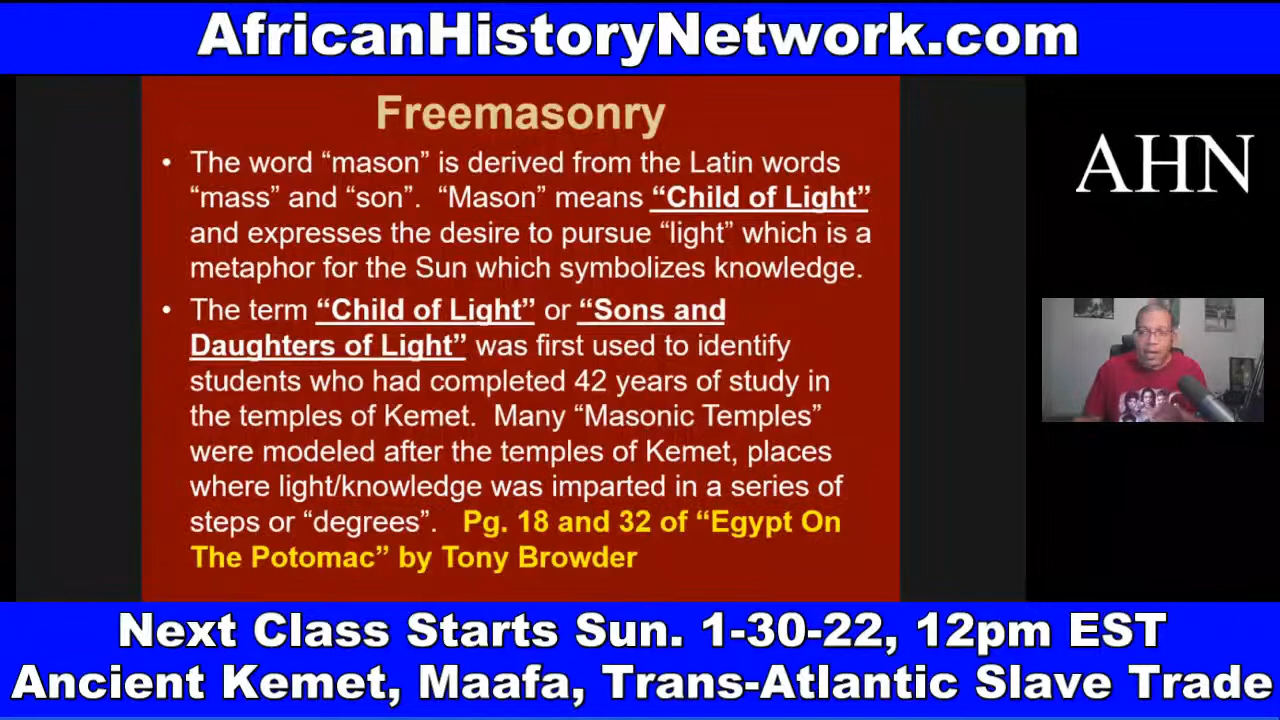 AfricanHistoryNetwork.com
Freemasonry
• The word “mason” is derived from the Latin words
“mass” and “son”. “Mason” means “Child of Light”
and expresses the desire to pursue “light” which is a
metaphor for the Sun which symbolizes knowledge.
• The term “Child of Light” or “Sons and
Daughters of Light” was first used to identify
students who had completed 42 years of study in
the temples of Kemet. Many “Masonic Temples”
were modeled after the temples of Kemet, places
where light/knowledge was imparted in a series of
steps or “degrees”. Pg. 18 and 32 of “Egypt On
The Potomac” by Tony Browder
AHN
Next Class Starts Sun. 1-30-22, 12pm EST
Ancient Kemet, Maafa, Trans-Atlantic Slave Trade